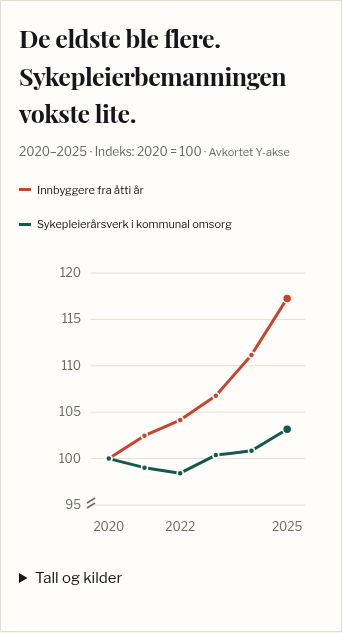 De eldste ble flere.
Sykepleierbemanningen
vokste lite.
2020–2025 · Indeks: 2020 = 100 · Avkortet Y-akse
Innbyggere fra åtti år
Sykepleierårsverk i kommunal omsorg
120
115
110
105
100
95
2020 2022 2025
Tall og kilder